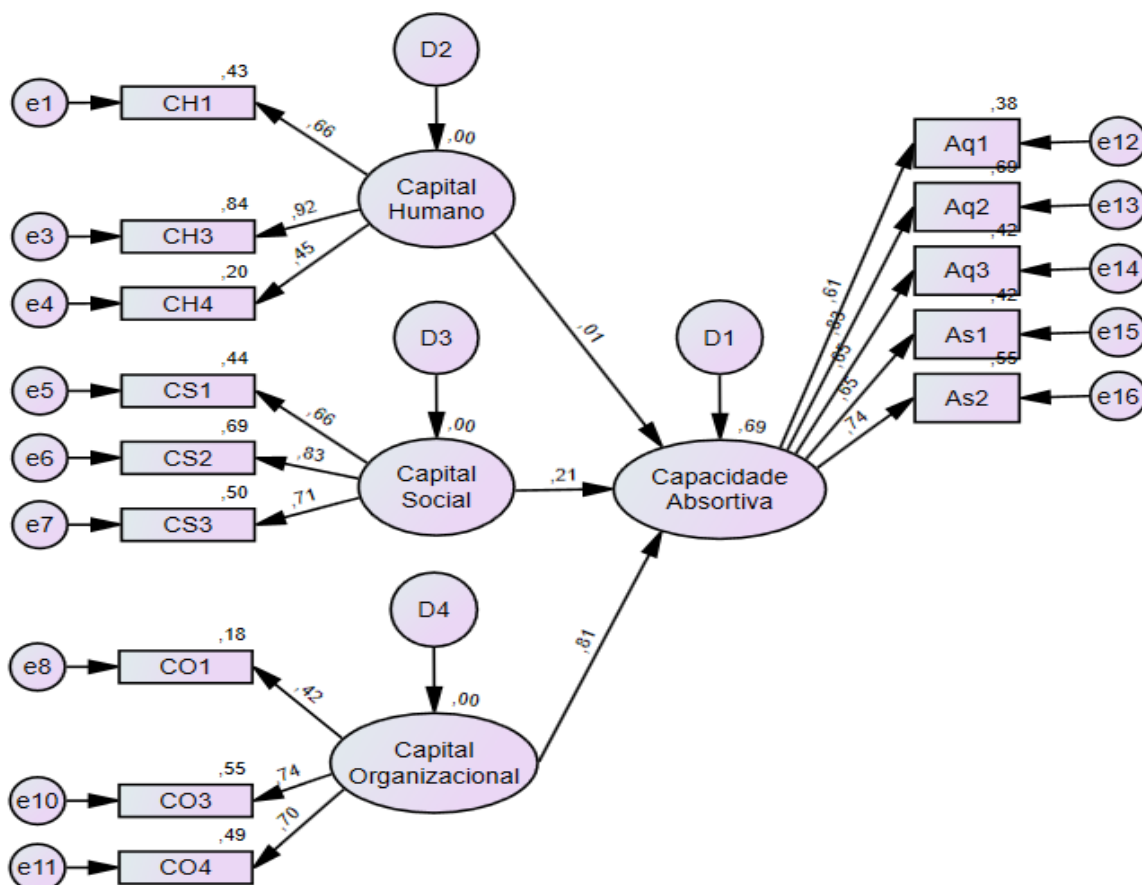 D2
,43
e1
CH1
,66
,00
Capital
Humano
,84
e3
CH3
,92
,20
e4
CH4
,45
,01
D3
,44
e5
CS1
,66
,00
,69
e6
CS2
,83
Capital
Social
,50
e7
CS3
,71
,21
D1
,69
Capacidade
Absortiva
D4
,18
e8
CO1
,42
,00
Capital
Organizacional
,81
,55
e10
CO3
,74
,49
e11
CO4
,70
,38
Aq1
e12
,61
,69
Aq2
e13
,83
,42
Aq3
e14
,65
,42
As1
e15
,65
,55
As2
e16
,74